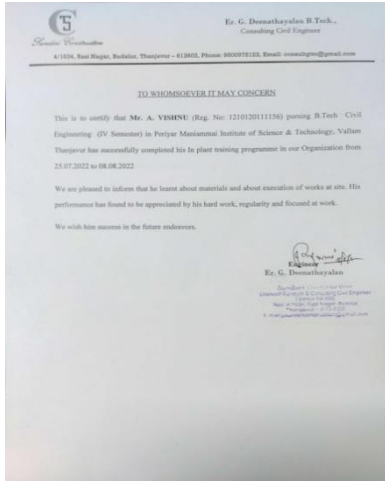 Er. G. Deenathayalan B.Tech.,
Consulting Civil Engineer
TO WHOMSOEVER IT MAY CONCERN
This is to certify that Mr. A. VISHNU (Reg. No: 1210120111156) pursing B.Tech Civil
Engineering (IV Semester) in Periyar Maniammai Institute of Science & Technology, Vallam
Thanjavur has successfully completed his In plant training programme in our Organization from
25.07.2022 to 08.08.2022
We are pleased to inform that he learnt about materials and about execution of works at site. His
performance has found to be appreciated by his hard work, regularity and focused at work.
We wish him success in the future endeavors.
Engineer
Er. G. Deenathayalan